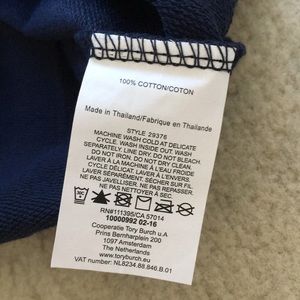 100% COTTON/COTON
Made in Thailand/Fabrique en Thailande
STYLE 29376
MACHINE WASH COLD AT DELICATE
CYCLE. WASH INSIDE OUT. WASH
SEPARATELY. LINE DRY. DO NOT BLEACH.
DO NOT IRON. DO NOT DRY CLEAN
LAVER À LA MACHINE À L'EAU FROIDE
CYCLE DÉLICAT. LAVER À L'ENVERS.
LAVER SÉPARÉMENT. SÉCHER SUR FIL.
NE PAS JAVELLISER. NE PAS REPASSER.
NE PAS NETTOYER À SEC.
RN#111395/CA 57014
10000992 02-16
Cooperatie Tory Burch u.A
Prins Bernharplein 200
1097 Amsterdam
The Netherlands
www.toryburch.eu
VAT number: NL8234.88.846.B.01